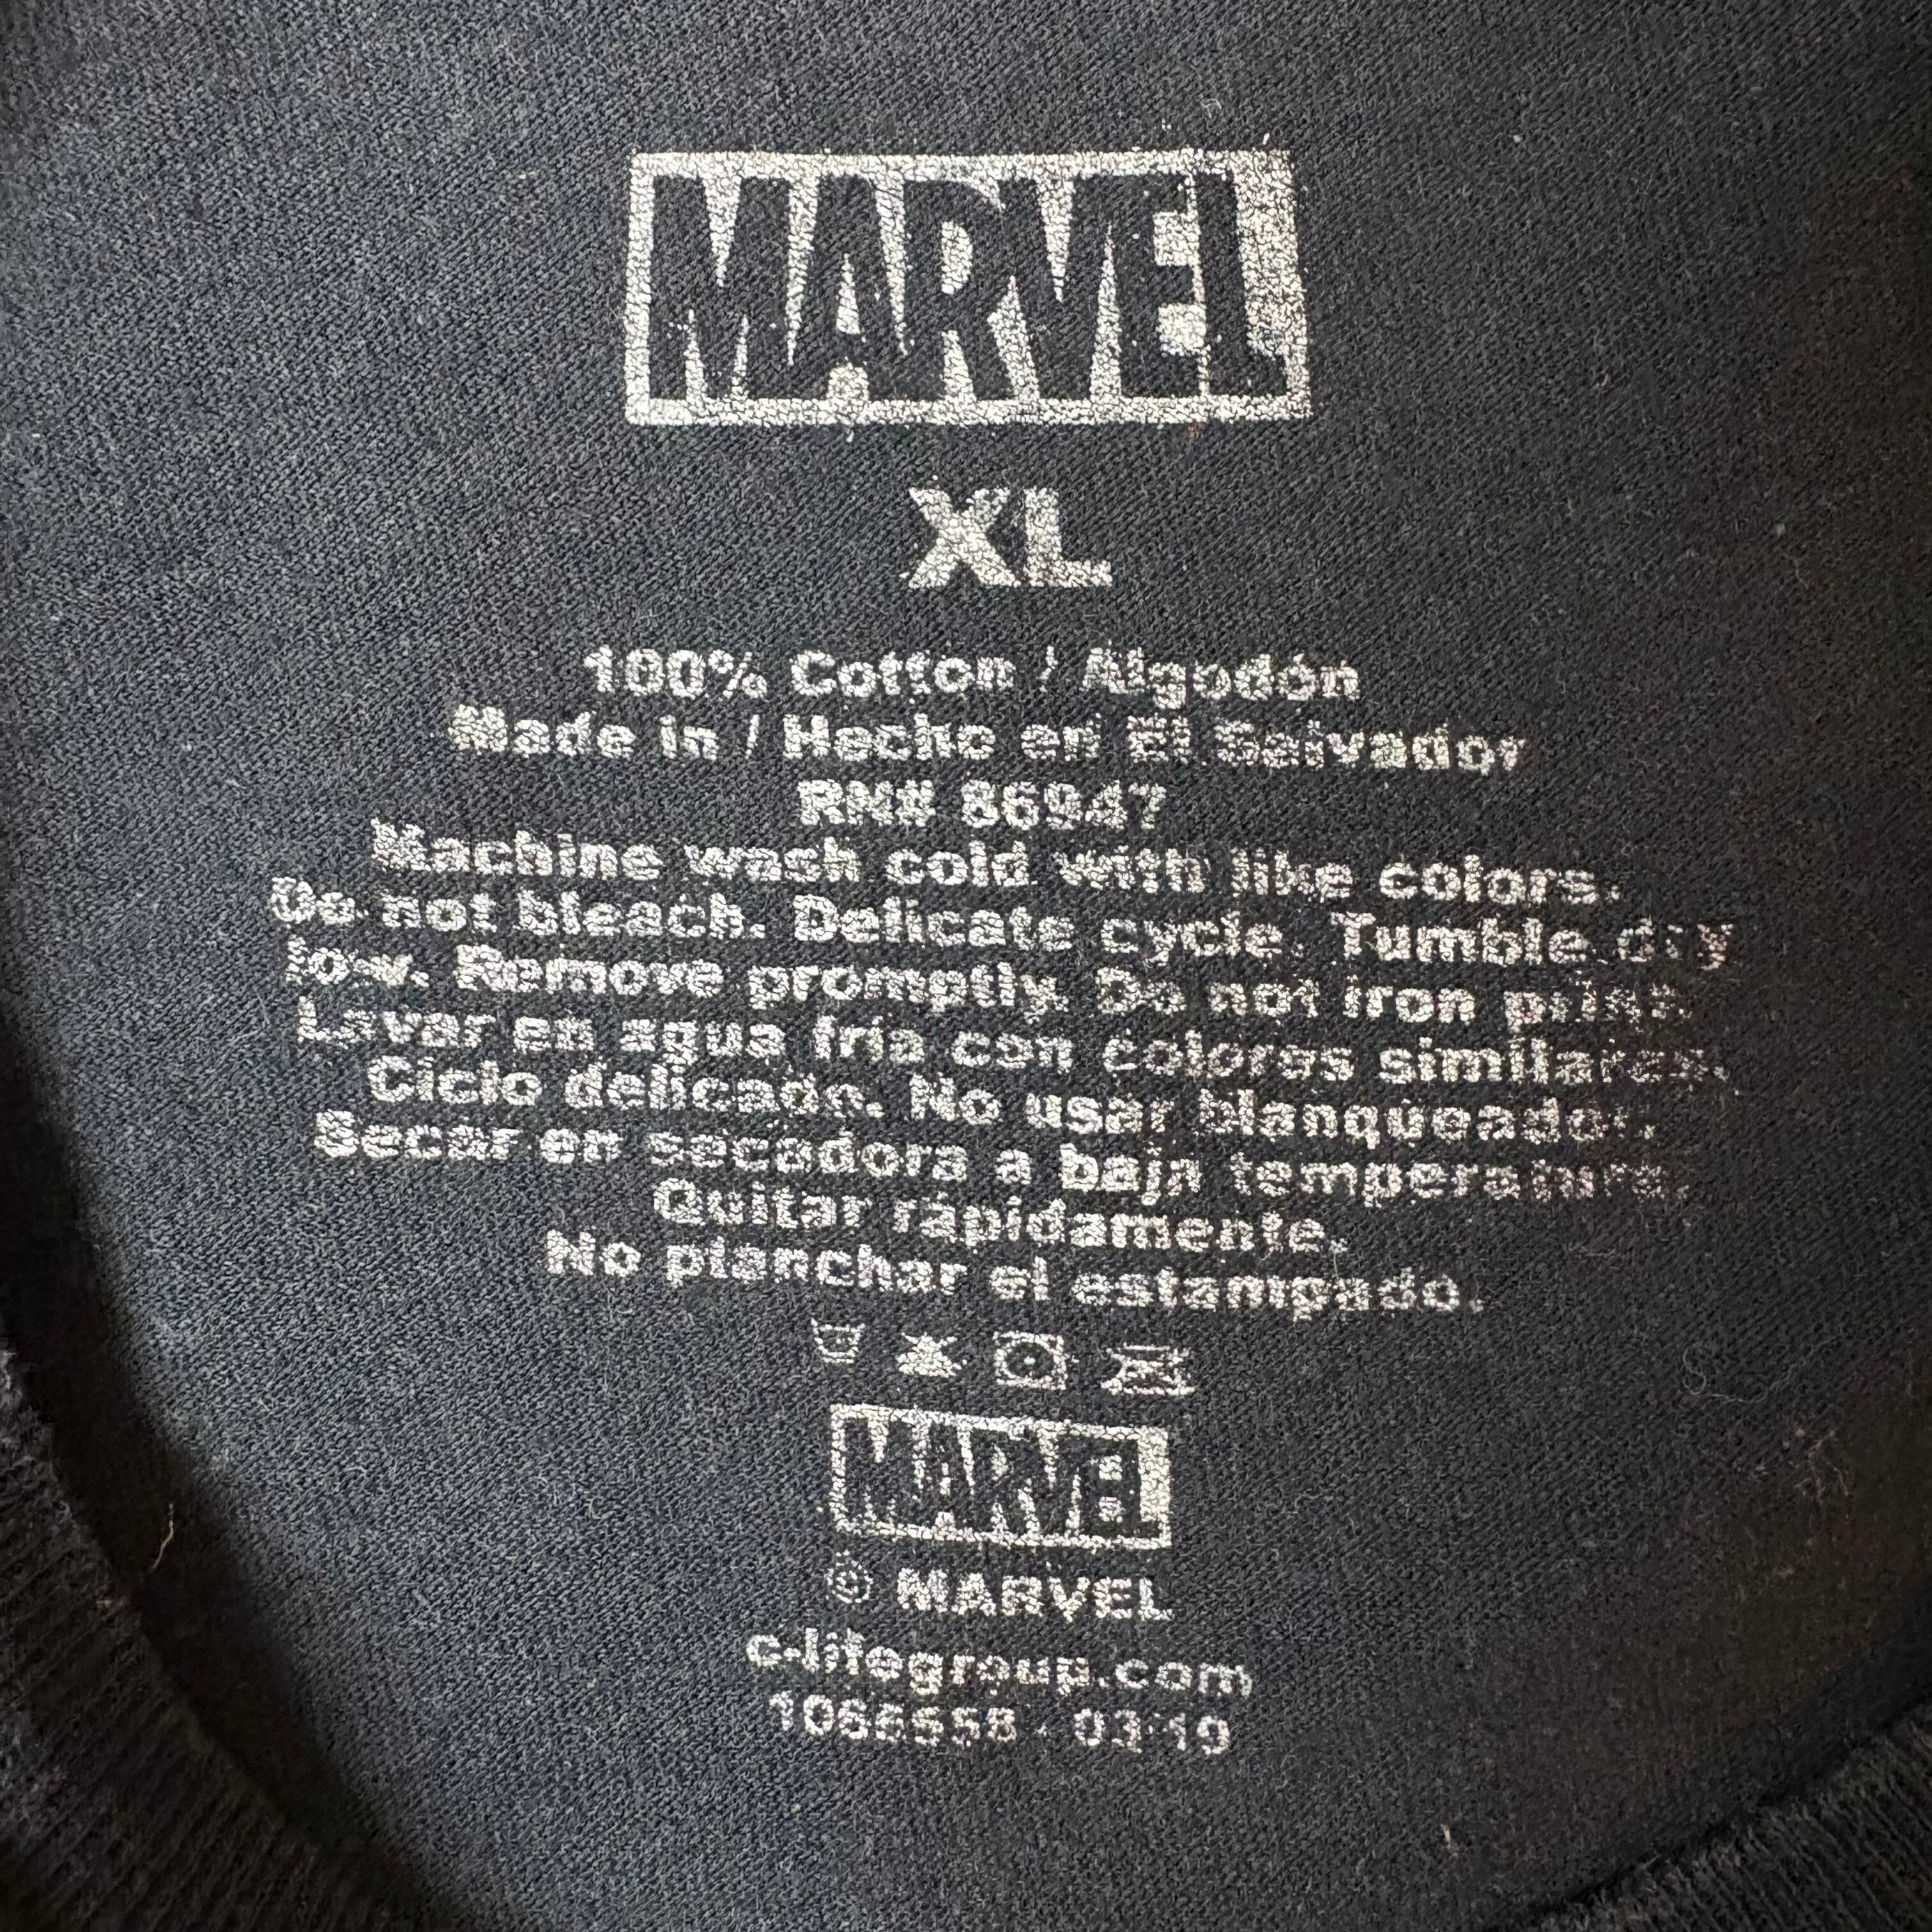 MARVEL
XL
100% Cotton / Algodón
Made in / Hecho en El Salvador
RN# 86947
Machine wash cold with like colors.
Do not bleach. Delicate cycle. Tumble dry
low. Remove promptly. Do not iron print.
Lavar en agua fría con colores similares.
Ciclo delicado. No usar blanqueador.
Secar en secadora a baja temperatura.
Quitar rápidamente.
No planchar el estampado.
MARVEL
© MARVEL
c-lifegroup.com
03 19